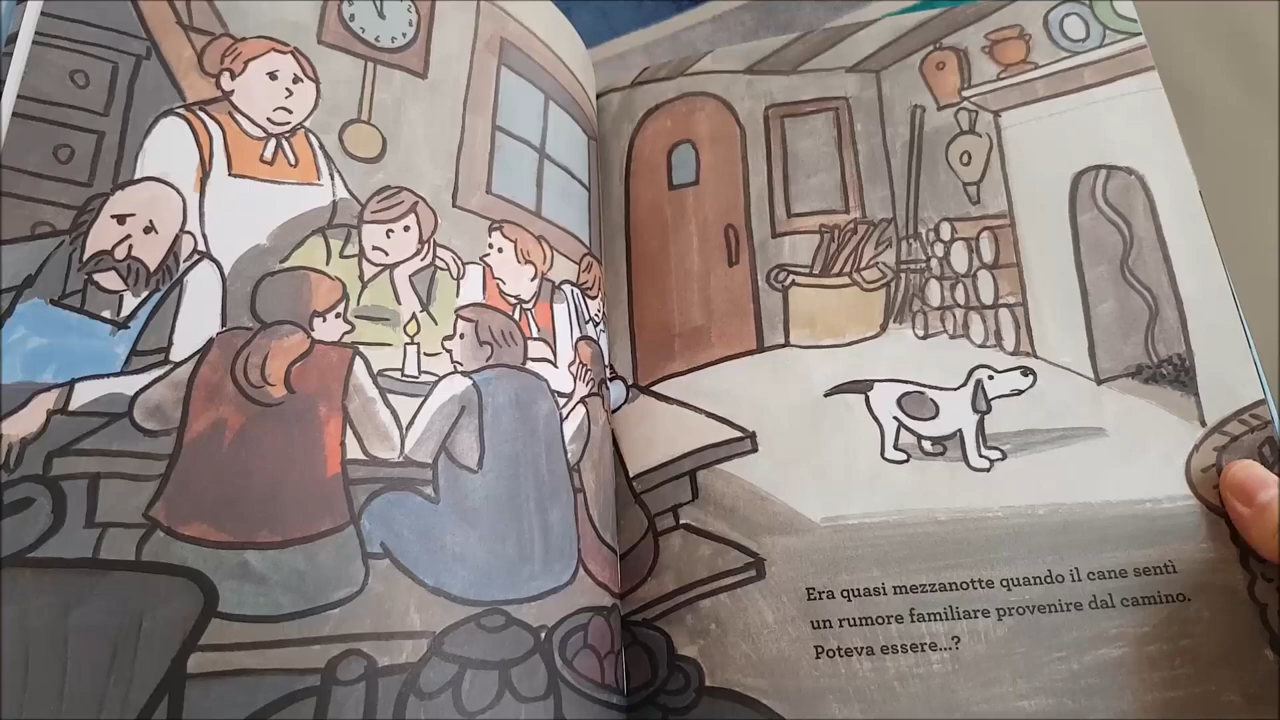 Era quasi mezzanotte quando il cane sentì
un rumore familiare provenire dal camino.
Poteva essere...?